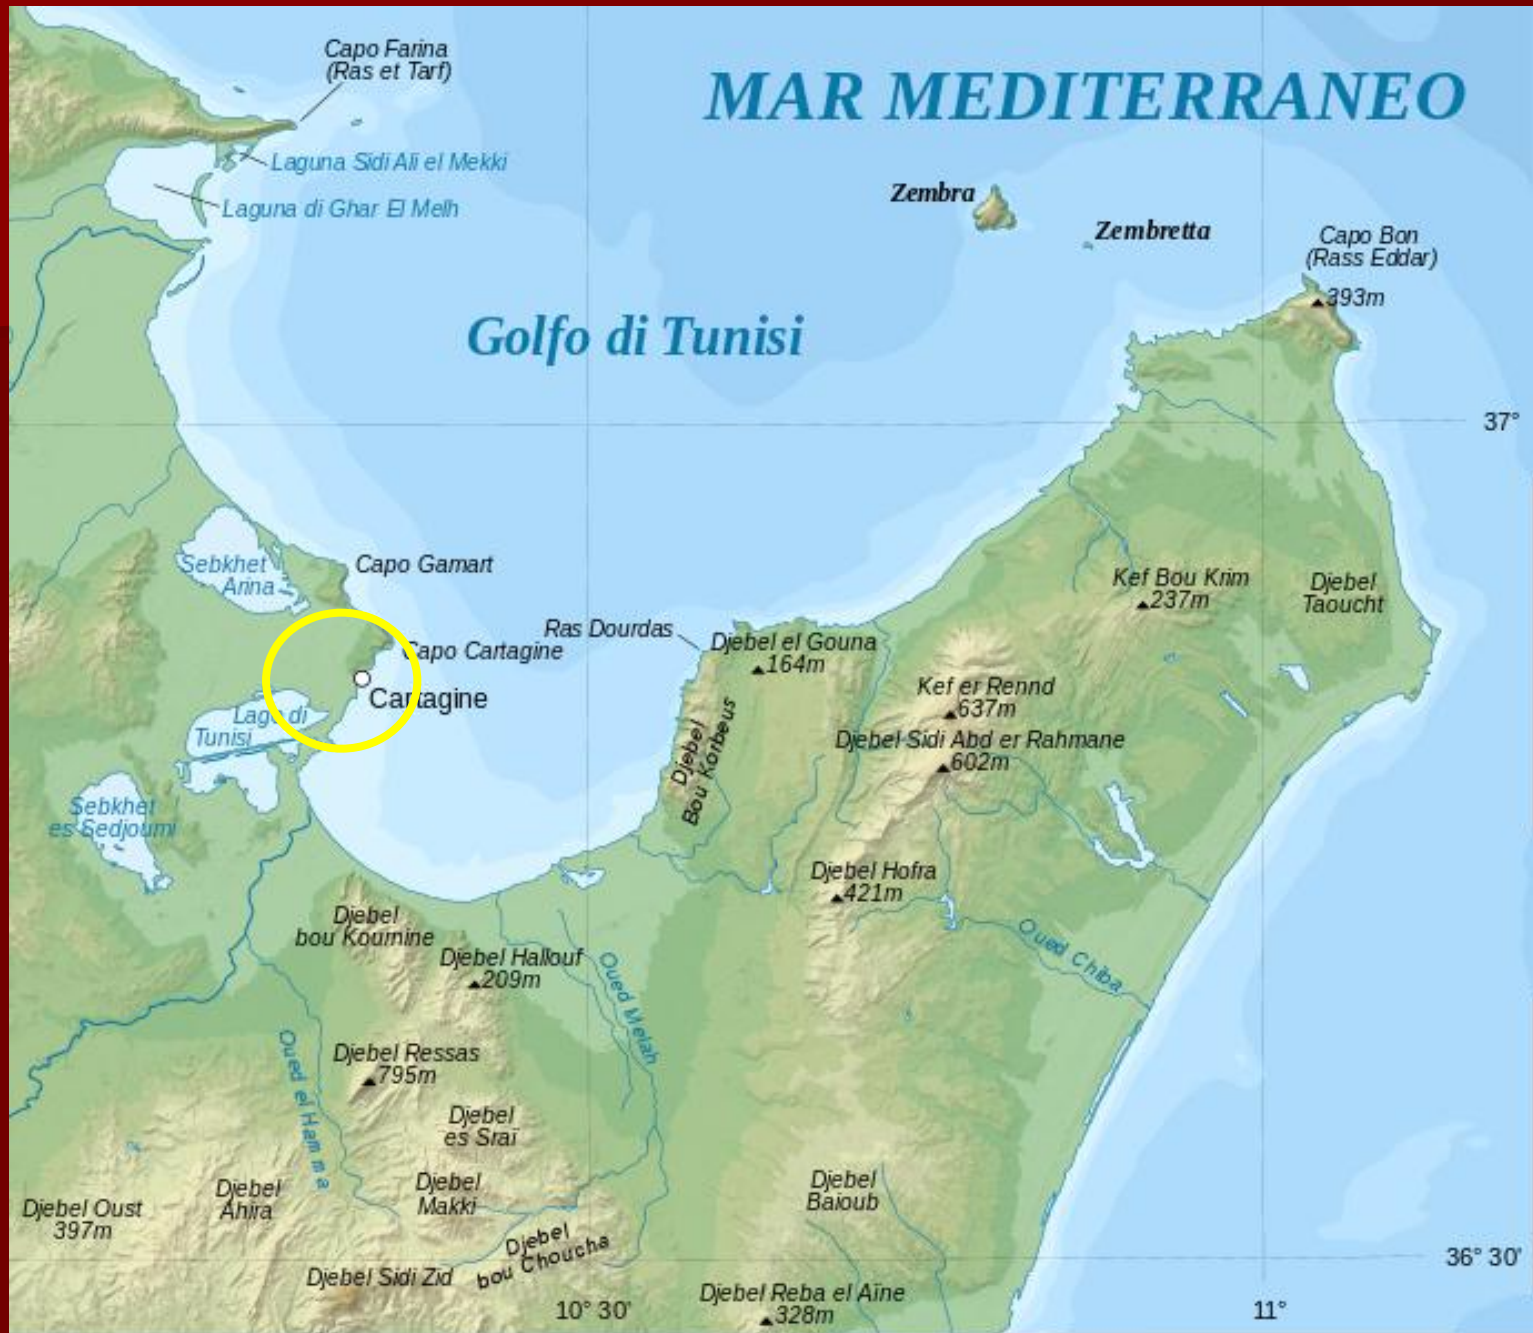 Capo Farina
(Ras et Tarf)
MAR MEDITERRANEO
Laguna Sidi Ali el Mekki
Zembra
Laguna di Ghar El Melh
Zembretta
Capo Bon
(Rass Eddar)
393m
Golfo di Tunisi
37°
Sebkhet
Arina
Capo Gamart
Kef Bou Krim
237m
Djebel
Taoucht
Ras Dourdas
Djebel el Gouna
164m
Capo Cartagine
Cartagine
Kef er Rennd
637m
Lago di
Tunisi
Djebel
Bou Korbeus
Djebel Sidi Abd er Rahmane
602m
Sebkhet
es Sedjoumi
Djebel Hofra
421m
Djebel
bou Kournine
Djebel Hallouf
209m
Oued Melah
Oued Chiba
Djebel Ressas
795m
Oued el Hamma
Djebel
es Sraï
Djebel
Makki
Djebel
Baioub
Djebel Oust
397m
Djebel
Ahira
Djebel
bou Choucha
Djebel Sidi Zid
36° 30'
Djebel Reba el Aïne
328m
10° 30'
11°